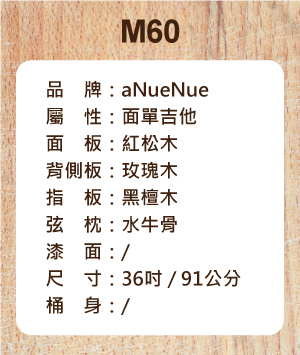 M60
品　牌：aNueNue
屬　性：面單吉他
面　板：紅松木
背側板：玫瑰木
指　板：黑檀木
弦　枕：水牛骨
漆　面：/
尺　寸：36吋 / 91公分
桶　身：/